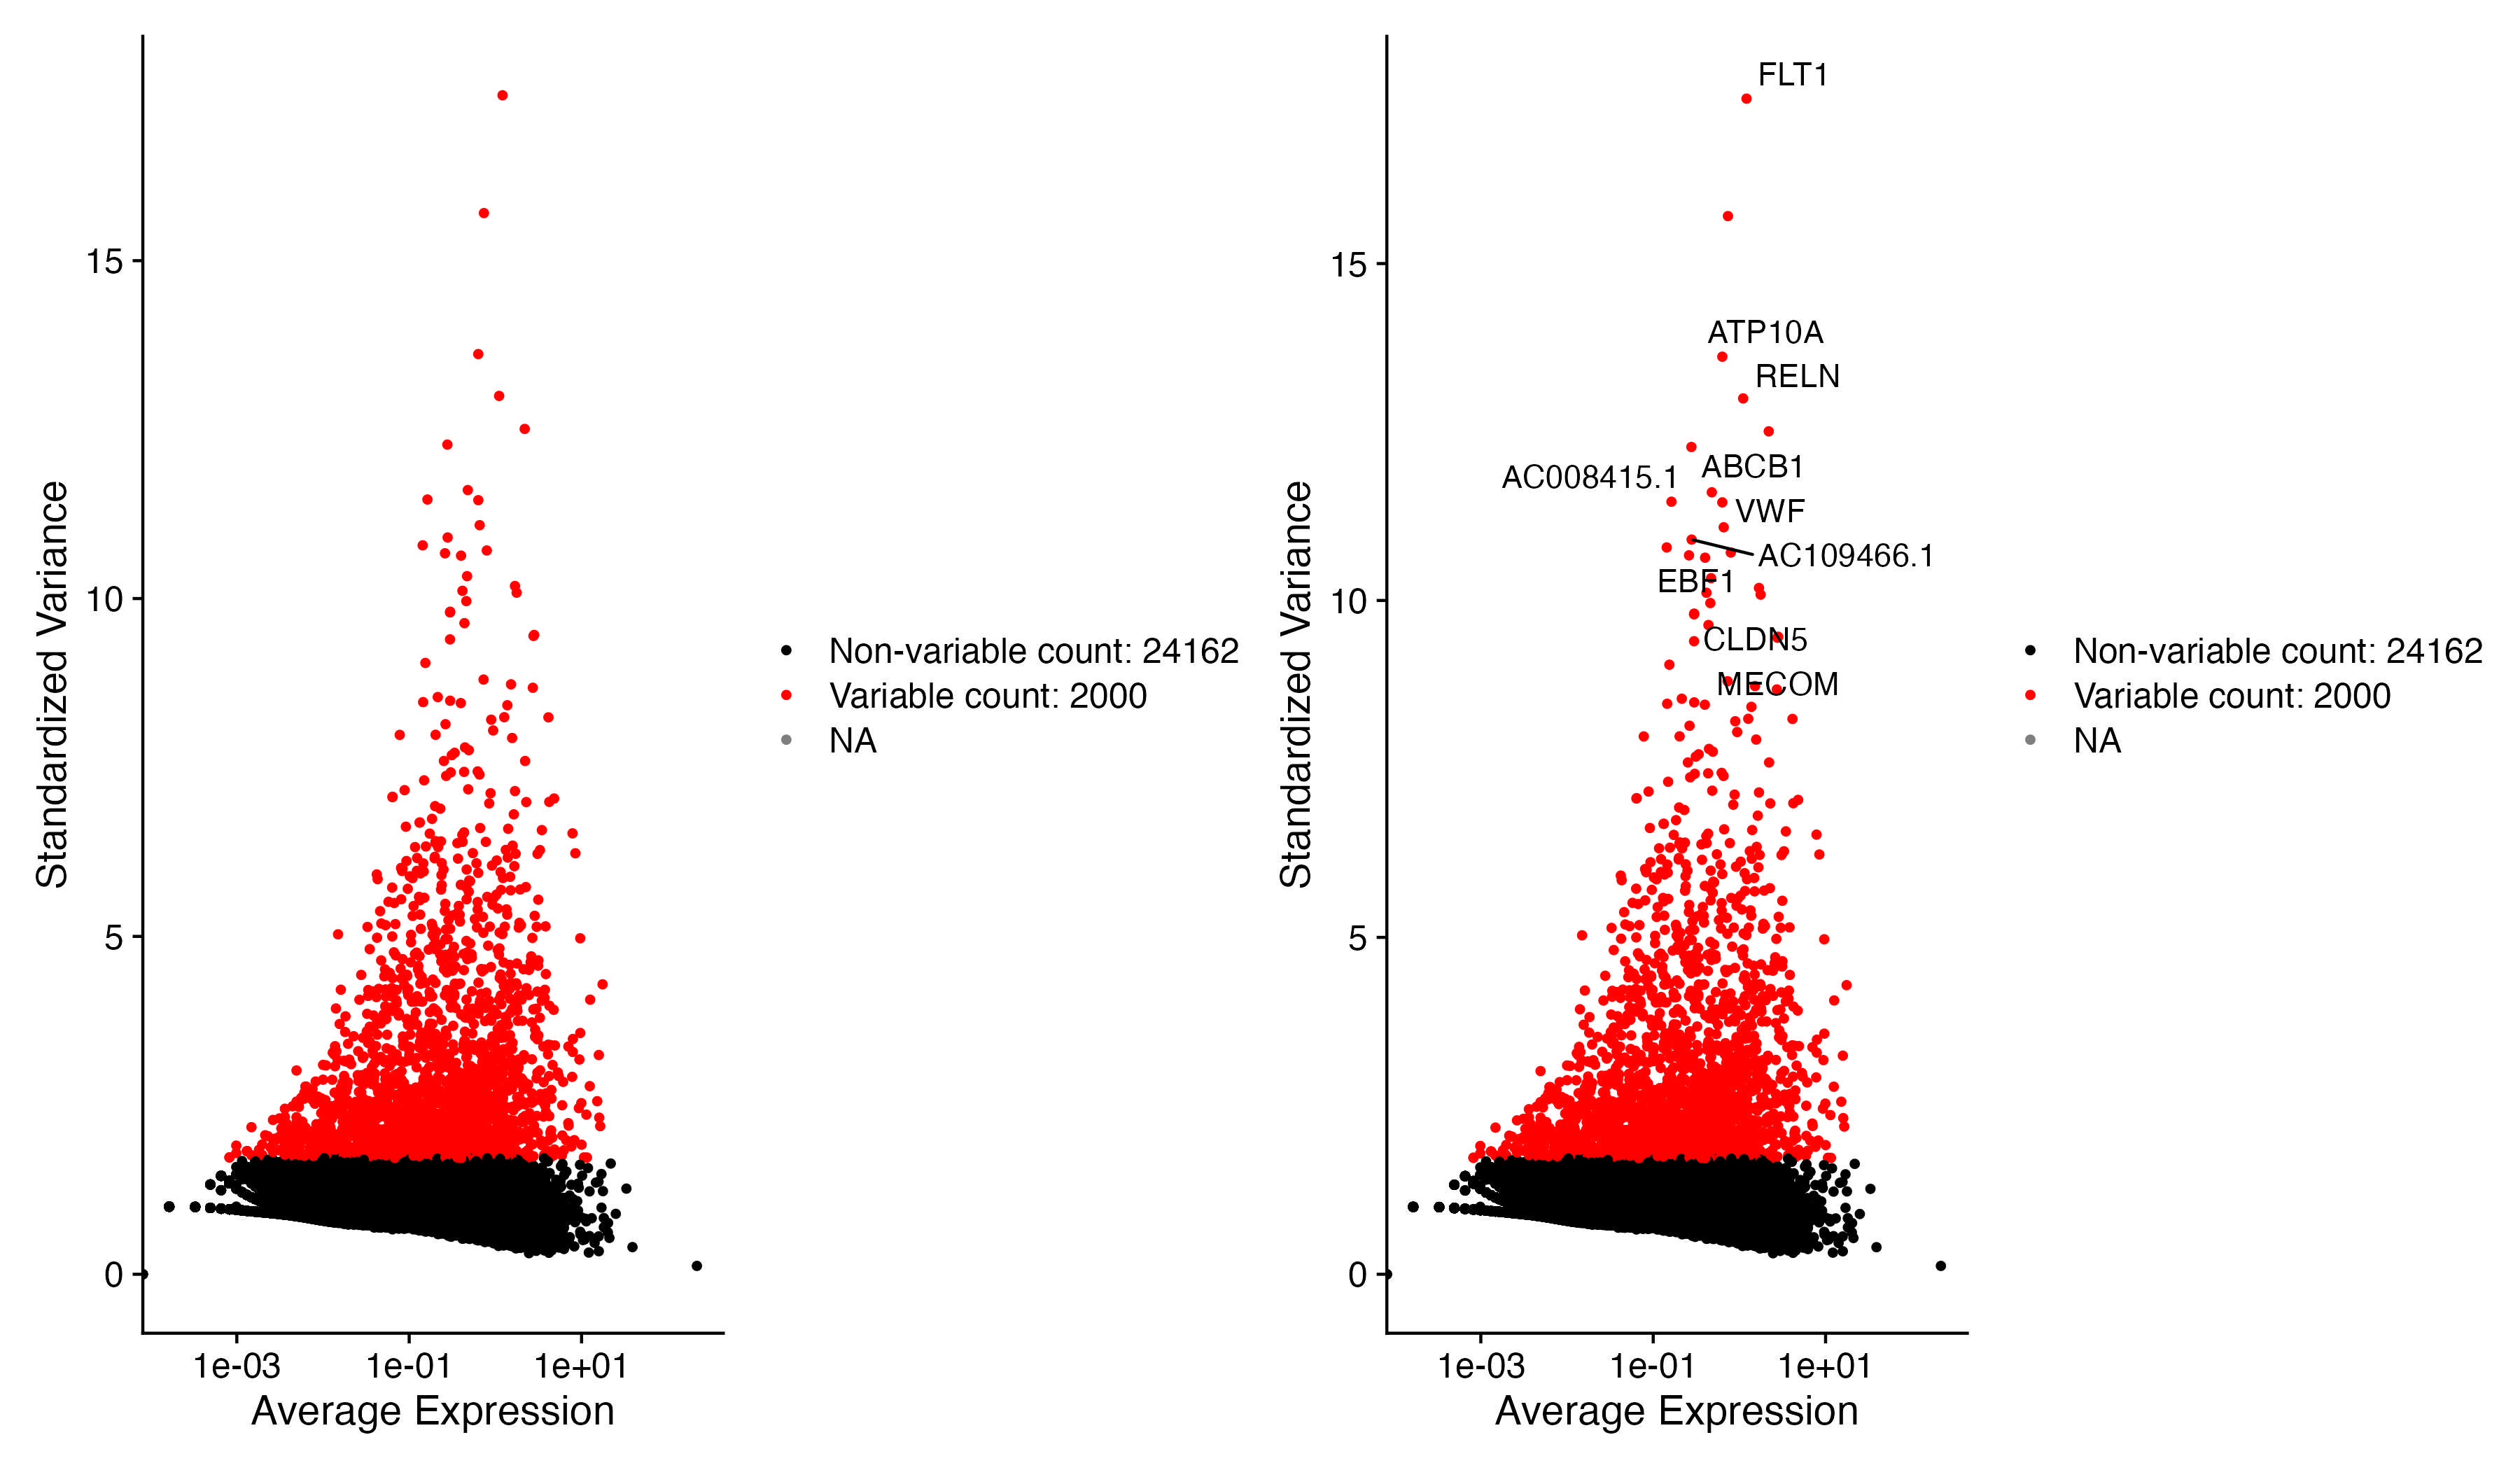 15
10
5
0
Standardized Variance
1e-03 1e-01 1e+01
Average Expression
Non-variable count: 24162
Variable count: 2000
NA
FLT1
ATP10A
RELN
ABCB1
AC008415.1
VWF
AC109466.1
EBF1
CLDN5
MECOM
15
10
5
0
Standardized Variance
1e-03 1e-01 1e+01
Average Expression
Non-variable count: 24162
Variable count: 2000
NA